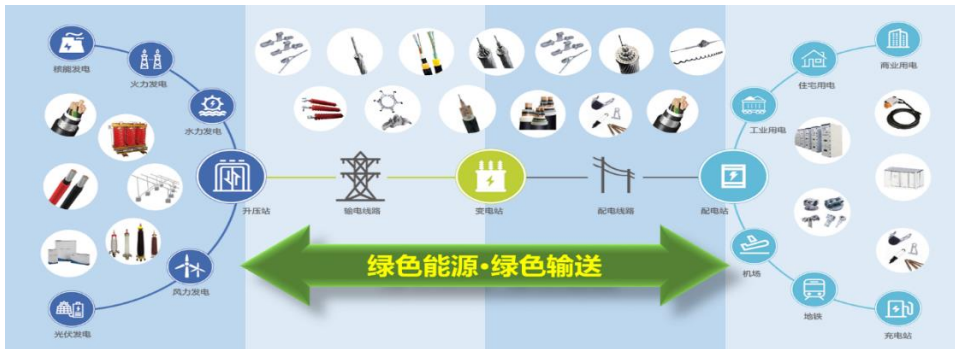 核能发电
火力发电
水力发电
升压站
风力发电
光伏发电
输电线路
变电站
配电线路
配电站
绿色能源·绿色输送
商业用电
住宅用电
工业用电
机场
地铁
充电站